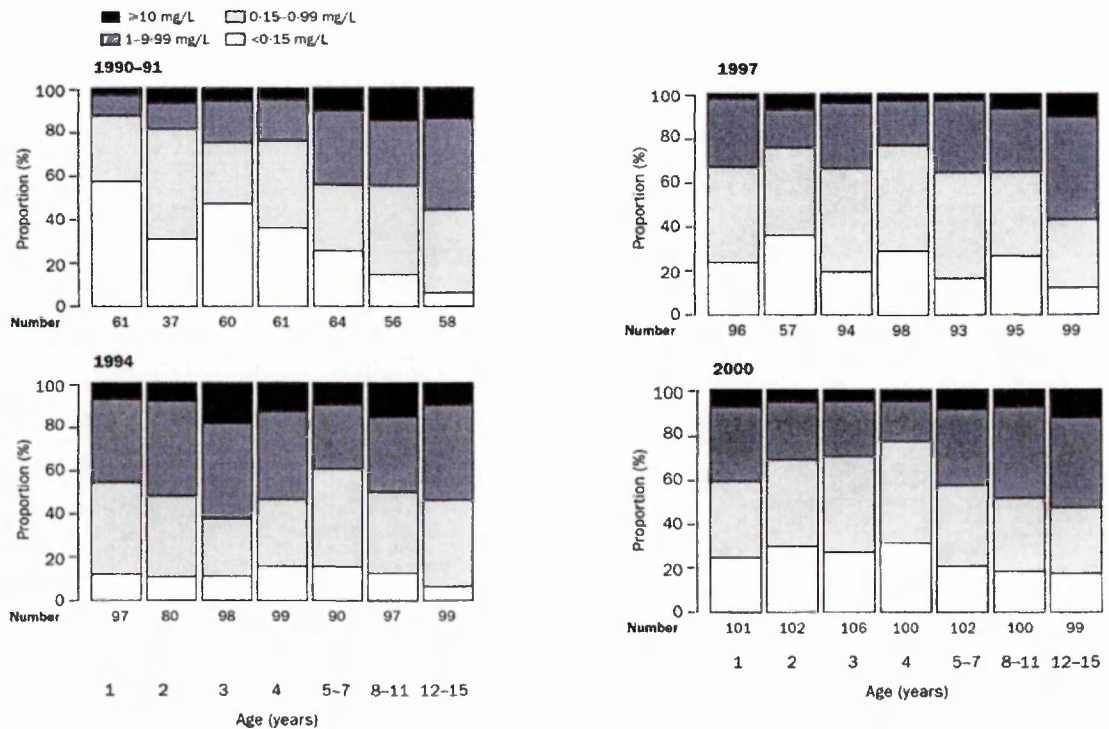 ≥10 mg/L 0·15–0·99 mg/L
1–9·99 mg/L <0·15 mg/L
1990–91
100
80
60
40
20
0
Proportion (%)
Number 61 37 60 61 64 56 58
1994
100
80
60
40
20
0
Proportion (%)
Number 97 80 98 99 90 97 99
1 2 3 4 5–7 8–11 12–15
Age (years)
1997
100
80
60
40
20
0
Proportion (%)
Number 96 57 94 98 93 95 99
2000
100
80
60
40
20
0
Proportion (%)
Number 101 102 106 100 102 100 99
1 2 3 4 5–7 8–11 12–15
Age (years)